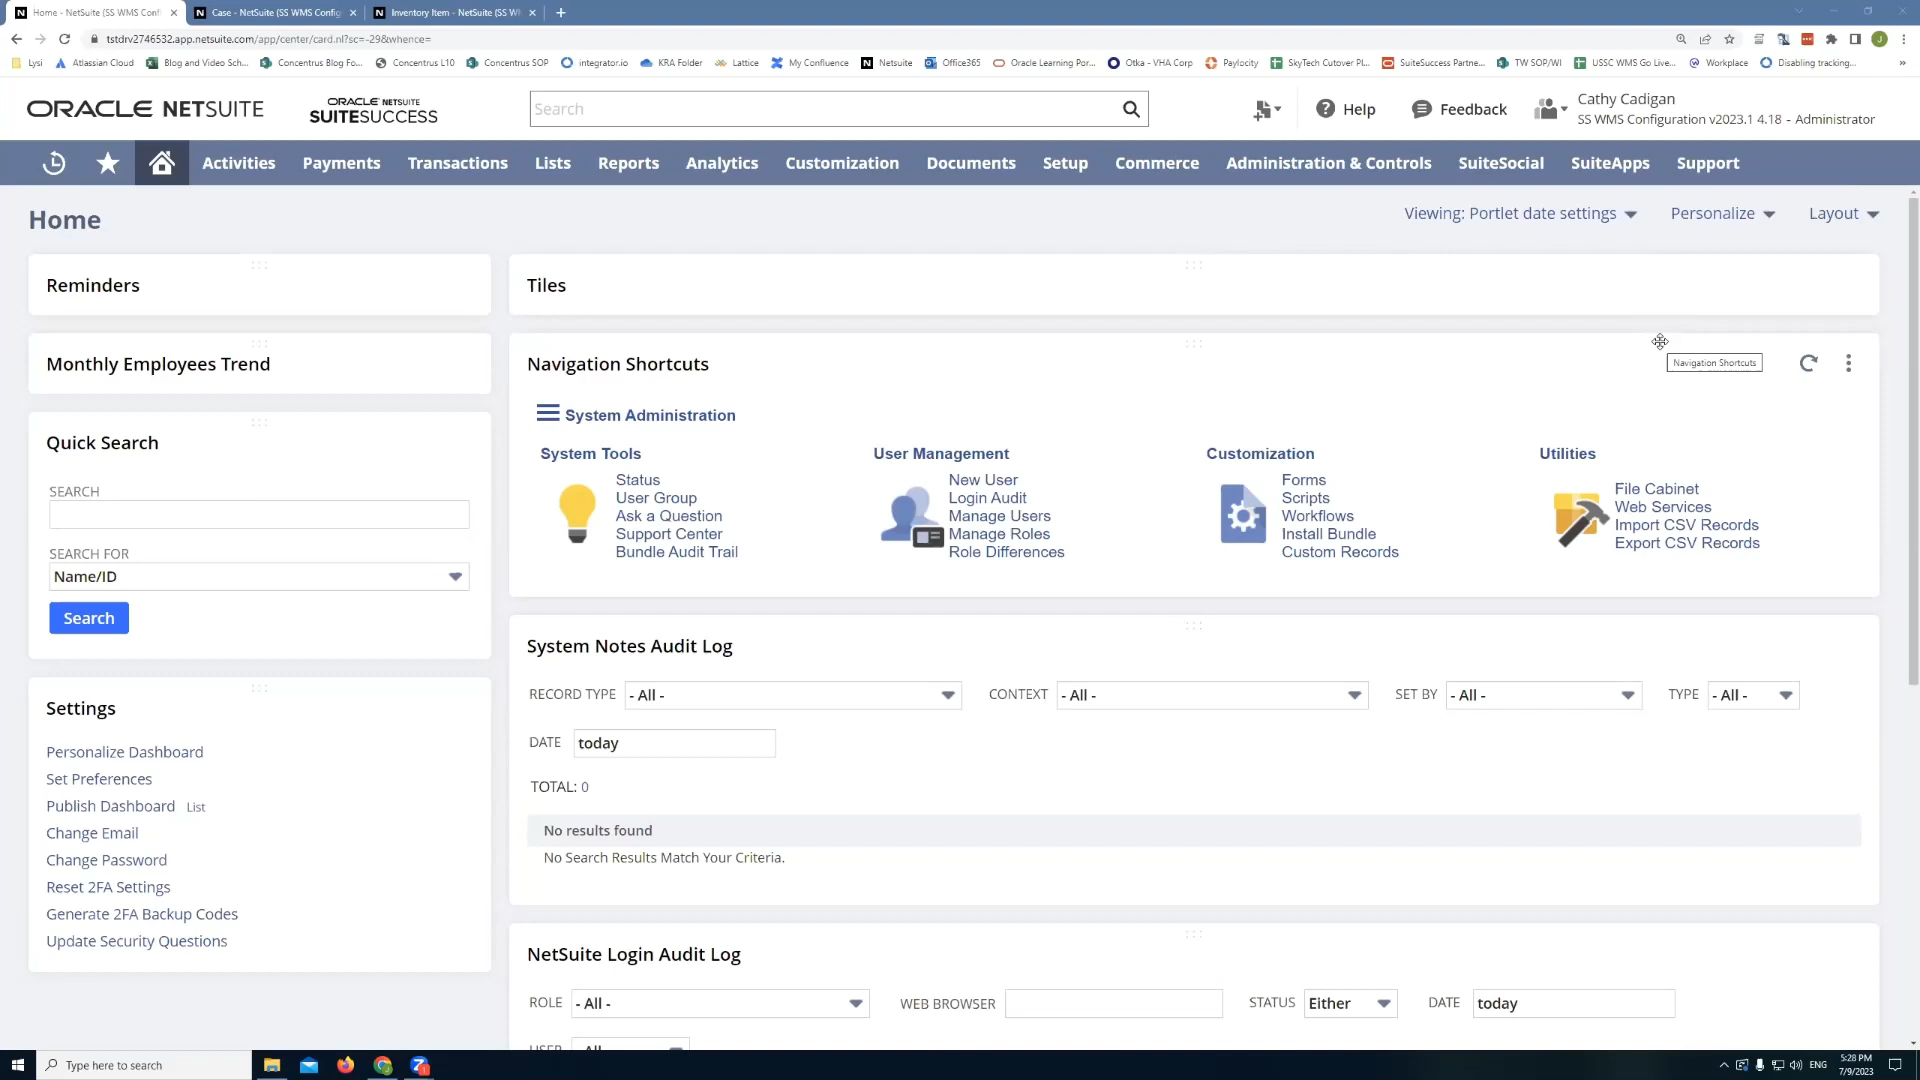 Home - NetSuite (SS WMS Conf
Case - NetSuite (SS WMS Config
Inventory Item - NetSuite (SS W
tstdrv2746532.app.netsuite.com/app/center/card.nl?sc=-29&whence=
Lysi
Atlassian Cloud
Blog and Video Sch...
Concentrus Blog Fo...
Concentrus L10
Concentrus SOP
integrator.io
KRA Folder
Lattice
My Confluence
Netsuite
Office365
Oracle Learning Por...
Otka - VHA Corp
Paylocity
SkyTech Cutover Pl...
SuiteSuccess Partne...
TW SOP/WI
USSC WMS Go Live...
Workplace
Disabling tracking...
»
ORACLE NETSUITE
ORACLE NETSUITE
SUITESUCCESS
Search
Help
Feedback
Cathy Cadigan
SS WMS Configuration v2023.1 4.18 - Administrator
Activities
Payments
Transactions
Lists
Reports
Analytics
Customization
Documents
Setup
Commerce
Administration & Controls
SuiteSocial
SuiteApps
Support
Home
Viewing: Portlet date settings
Personalize
Layout
Reminders
Tiles
Monthly Employees Trend
Navigation Shortcuts
Navigation Shortcuts
System Administration
System Tools
Status
User Group
Ask a Question
Support Center
Bundle Audit Trail
User Management
New User
Login Audit
Manage Users
Manage Roles
Role Differences
Customization
Forms
Scripts
Workflows
Install Bundle
Custom Records
Utilities
File Cabinet
Web Services
Import CSV Records
Export CSV Records
Quick Search
SEARCH
SEARCH FOR
Name/ID
Search
Settings
Personalize Dashboard
Set Preferences
Publish Dashboard List
Change Email
Change Password
Reset 2FA Settings
Generate 2FA Backup Codes
Update Security Questions
System Notes Audit Log
RECORD TYPE - All -
CONTEXT - All -
SET BY - All -
TYPE - All -
DATE today
TOTAL: 0
No results found
No Search Results Match Your Criteria.
NetSuite Login Audit Log
ROLE - All -
WEB BROWSER
STATUS Either
DATE today
USER - All -
Type here to search
ENG
5:28 PM
7/9/2023